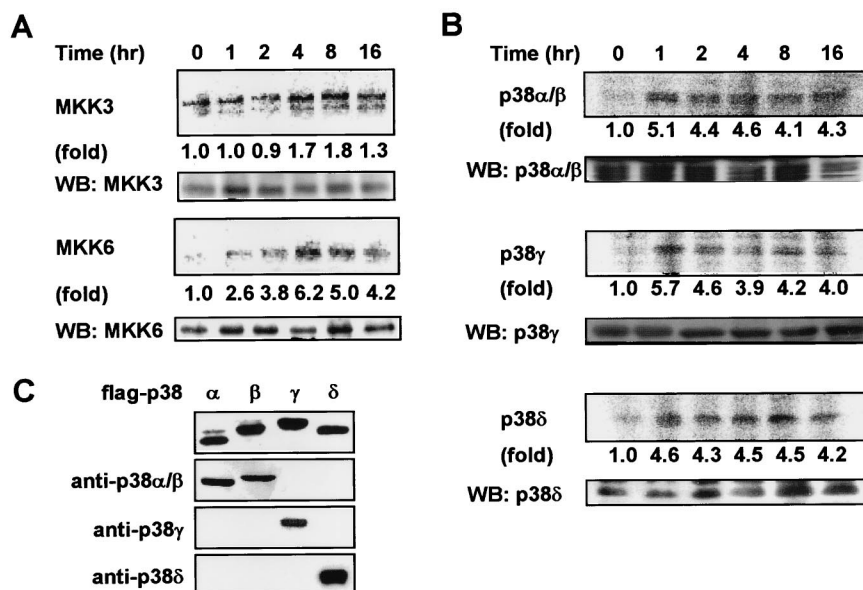 A
Time (hr) 0 1 2 4 8 16
MKK3
(fold) 1.0 1.0 0.9 1.7 1.8 1.3
WB: MKK3
MKK6
(fold) 1.0 2.6 3.8 6.2 5.0 4.2
WB: MKK6
B
Time (hr) 0 1 2 4 8 16
p38α/β
(fold) 1.0 5.1 4.4 4.6 4.1 4.3
WB: p38α/β
p38γ
(fold) 1.0 5.7 4.6 3.9 4.2 4.0
WB: p38γ
p38δ
(fold) 1.0 4.6 4.3 4.5 4.5 4.2
WB: p38δ
C
flag-p38 α β γ δ
anti-p38α/β
anti-p38γ
anti-p38δ